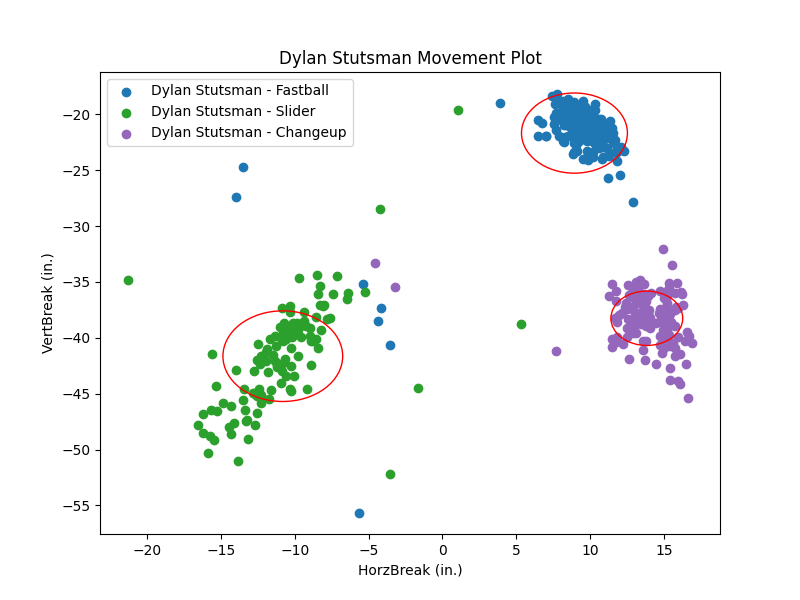 Dylan Stutsman Movement Plot
Dylan Stutsman - Fastball
Dylan Stutsman - Slider
Dylan Stutsman - Changeup
VertBreak (in.)
−20
−25
−30
−35
−40
−45
−50
−55
−20 −15 −10 −5 0 5 10 15
HorzBreak (in.)